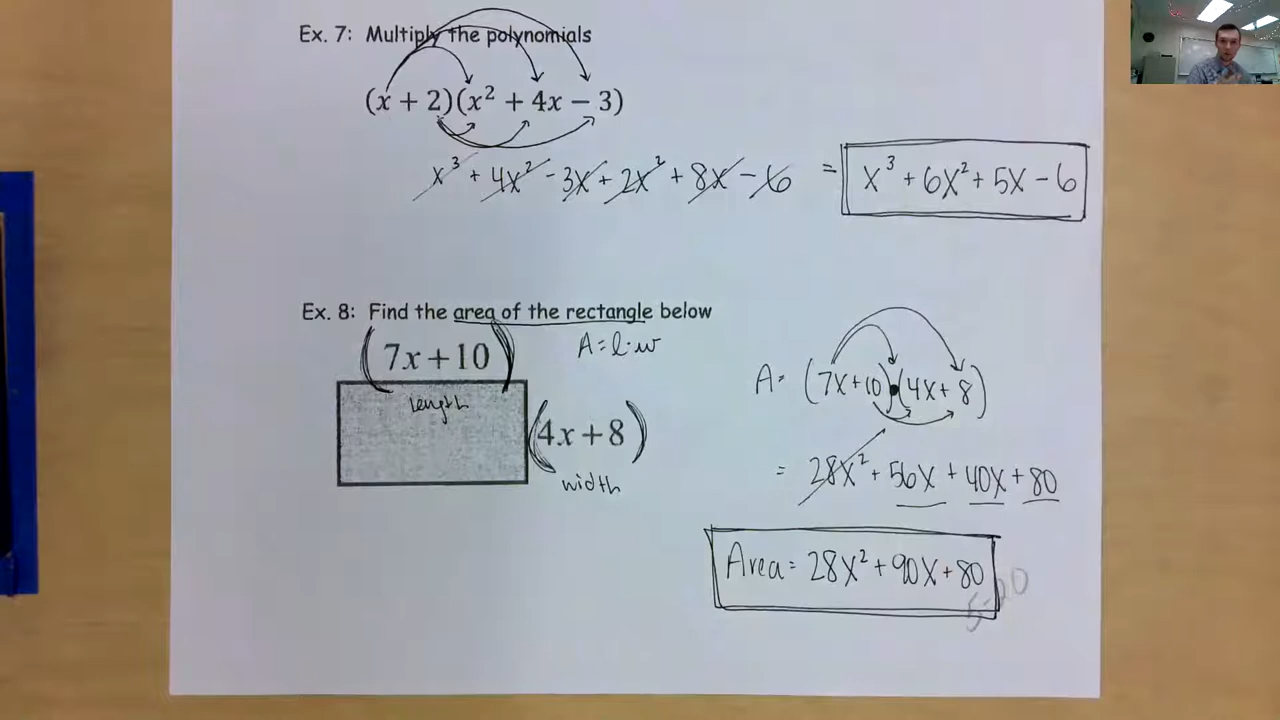 Ex. 7: Multiply the polynomials
(x + 2)(x² + 4x − 3)
x³ + 4x² - 3x + 2x² + 8x - 6 = x³ + 6x² + 5x - 6
Ex. 8: Find the area of the rectangle below
7x + 10
A = l·w
length
(4x + 8)
width
A = (7x+10)·(4x+8)
= 28x² + 56x + 40x + 80
Area = 28x² + 90x + 80